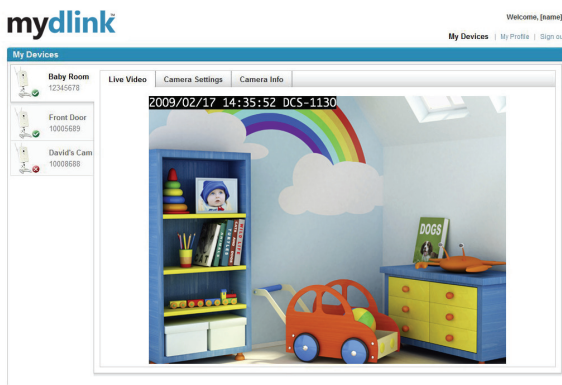 mydlink
Welcome, [name]
My Devices | My Profile | Sign ou
My Devices
Baby Room
12345678
Front Door
10005689
David's Cam
10008688
Live Video
Camera Settings
Camera Info
2009/02/17 14:35:52 DCS-1130
DOGS